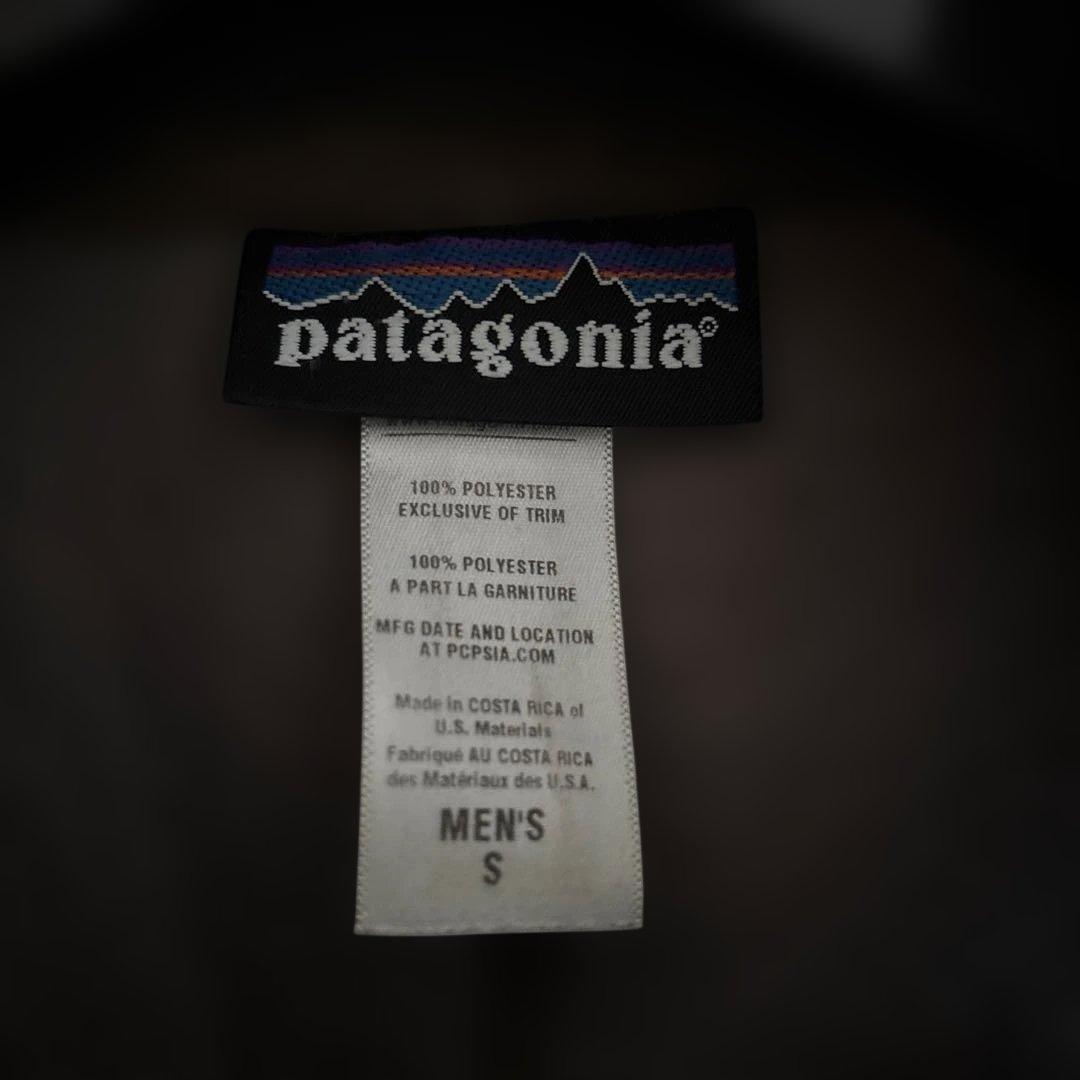 patagonia®
100% POLYESTER
EXCLUSIVE OF TRIM
100% POLYESTER
A PART LA GARNITURE
MFG DATE AND LOCATION
AT PCPSIA.COM
Made in COSTA RICA of
U.S. Materials
Fabriqué AU COSTA RICA
des Matériaux des U.S.A.
MEN'S
S